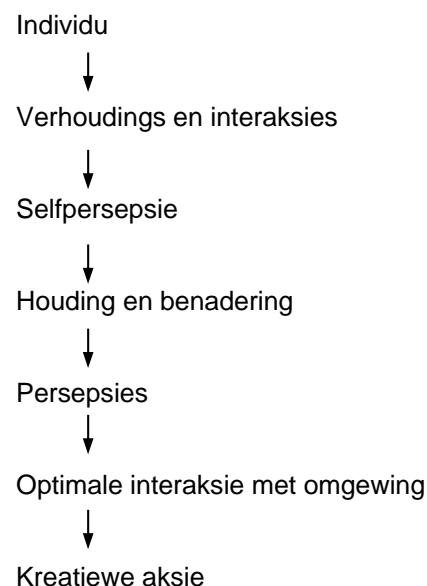 Individu
Verhoudings en interaksies
Selfpersepsie
Houding en benadering
Persepsies
Optimale interaksie met omgewing
Kreatiewe aksie